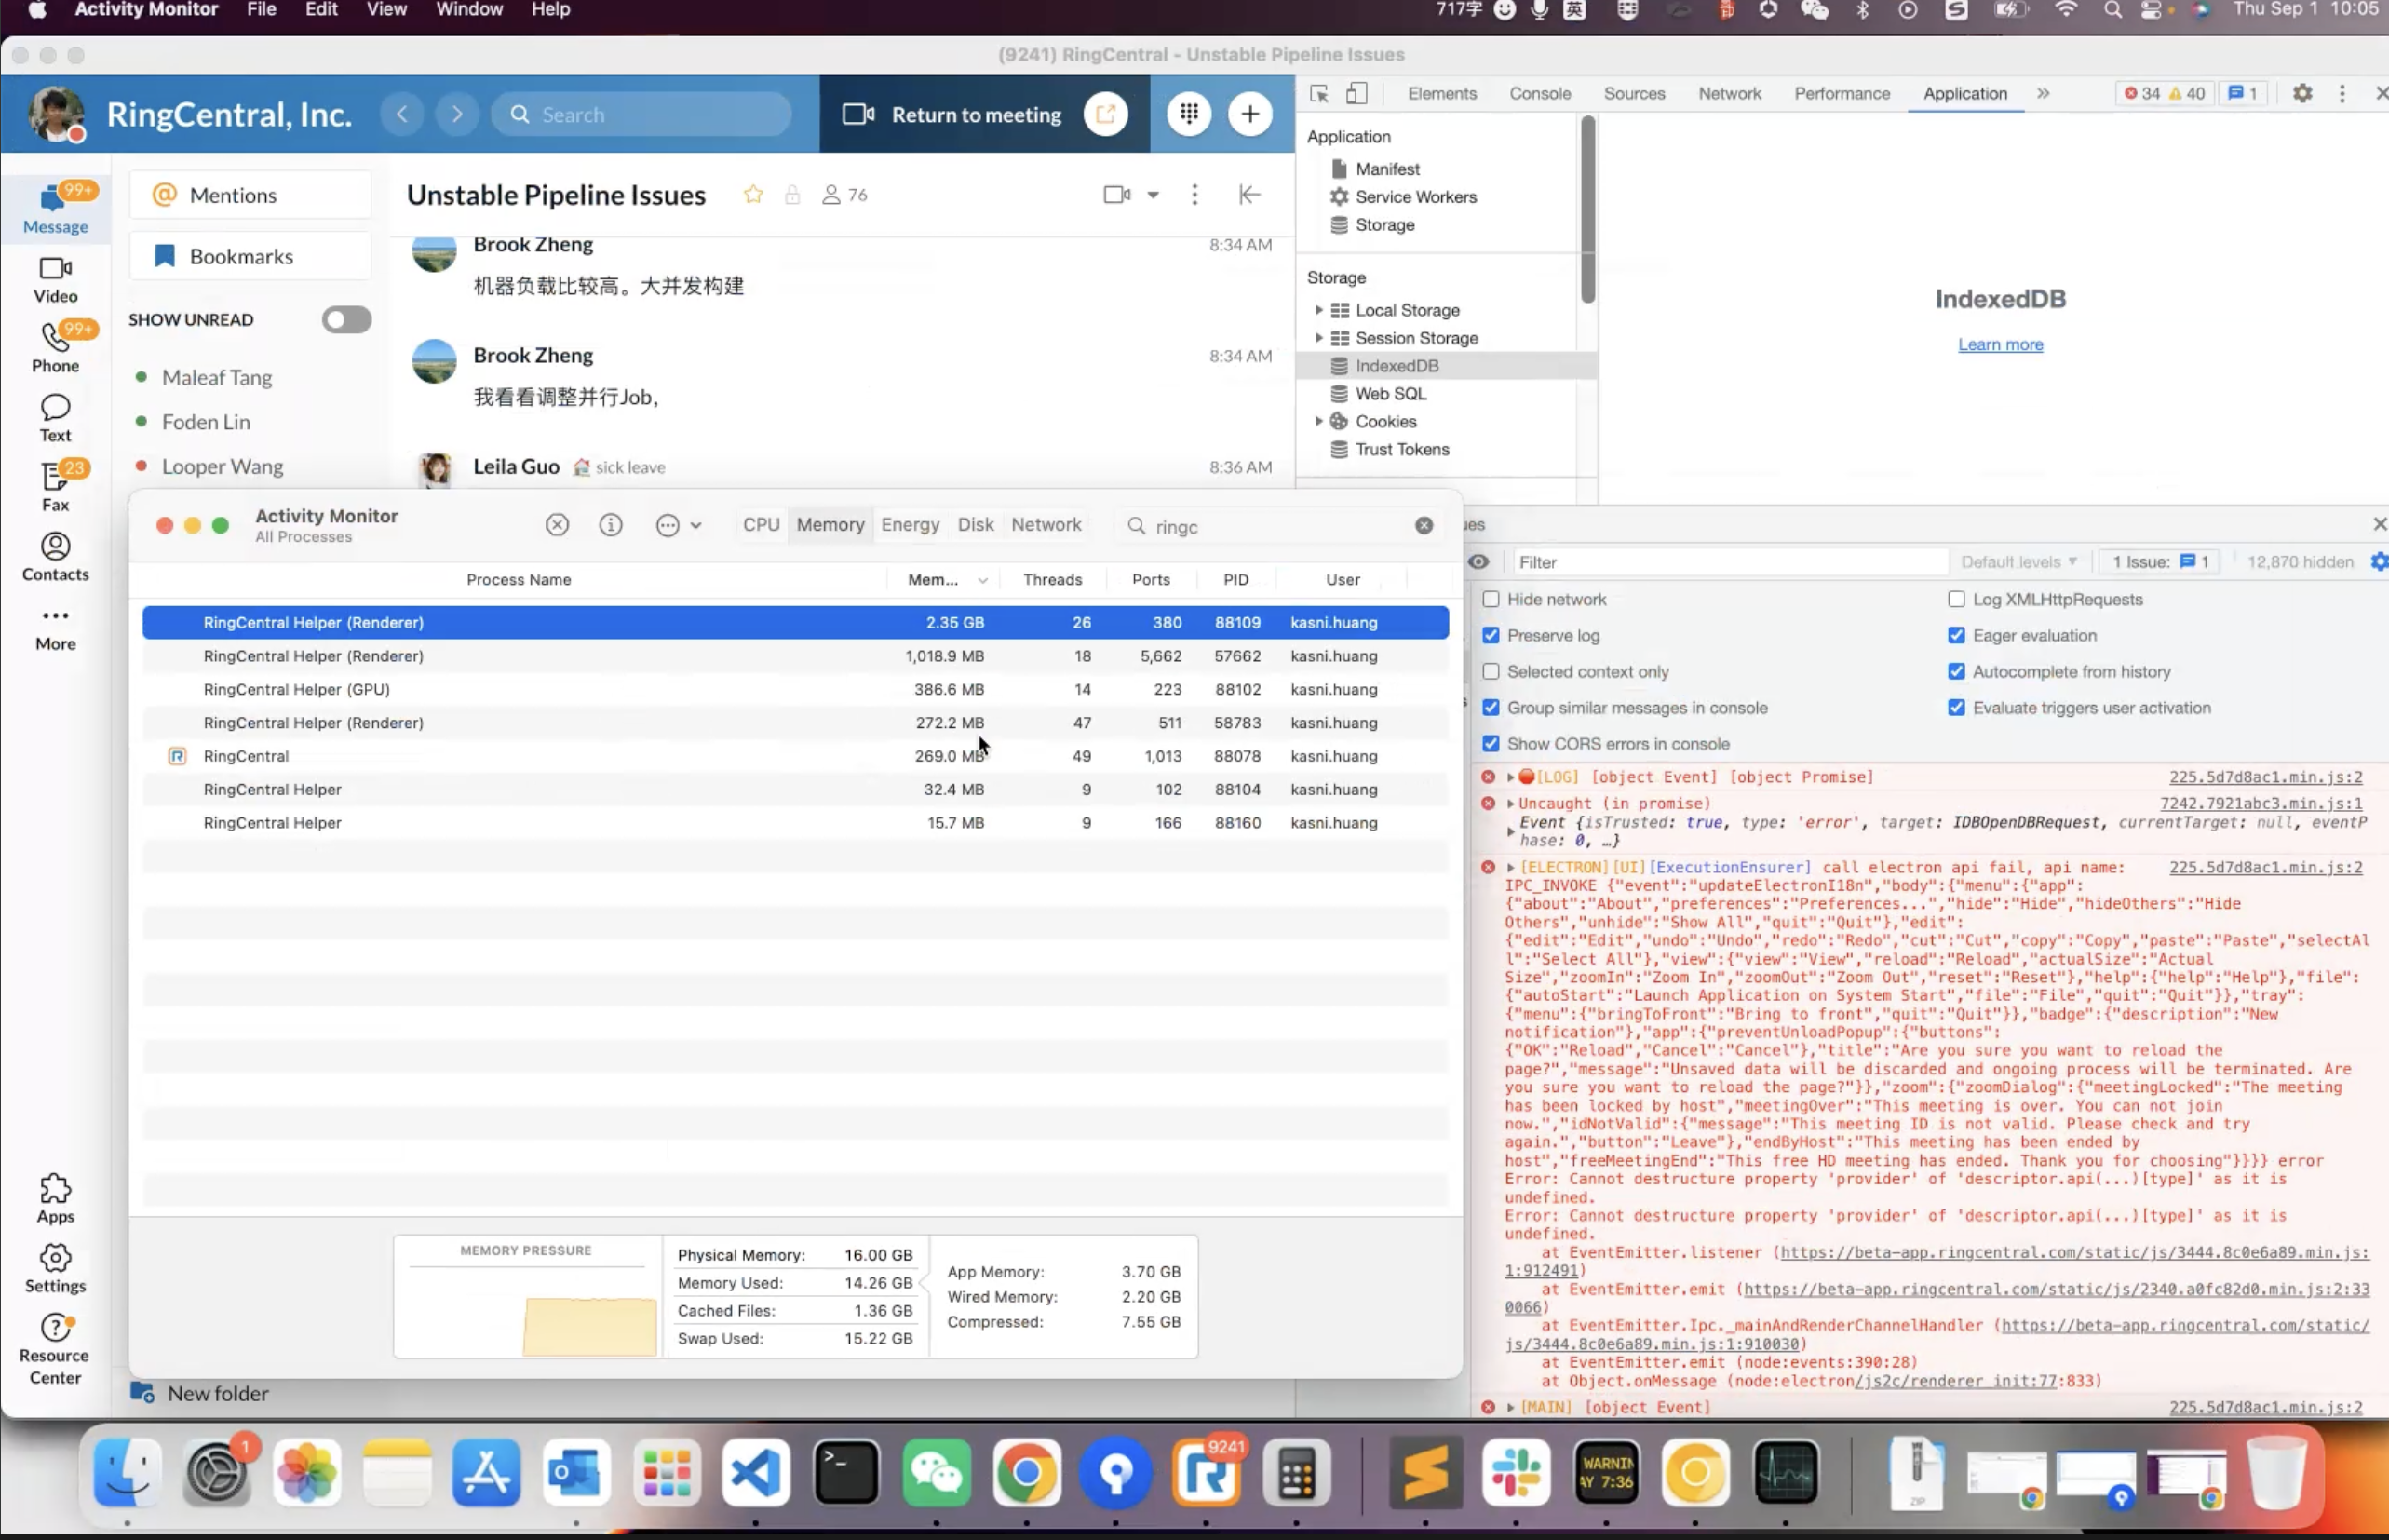 Activity Monitor File Edit View Window Help
717字 英 Thu Sep 1 10:05
(9241) RingCentral - Unstable Pipeline Issues
RingCentral, Inc.
Search
Return to meeting
Elements Console Sources Network Performance Application » 34 40 1
99+
Message
Video
99+
Phone
Text
23
Fax
Contacts
More
Apps
Settings
Resource
Center
Mentions
Bookmarks
SHOW UNREAD
Maleaf Tang
Foden Lin
Looper Wang
New folder
Unstable Pipeline Issues 76
Brook Zheng 8:34 AM
机器负载比较高。大并发构建
Brook Zheng 8:34 AM
我看看调整并行Job,
Leila Guo sick leave 8:36 AM
Application
Manifest
Service Workers
Storage
Storage
Local Storage
Session Storage
IndexedDB
Web SQL
Cookies
Trust Tokens
IndexedDB
Learn more
Activity Monitor
All Processes
CPU Memory Energy Disk Network
ringc
Process Name Mem... Threads Ports PID User
RingCentral Helper (Renderer) 2.35 GB 26 380 88109 kasni.huang
RingCentral Helper (Renderer) 1,018.9 MB 18 5,662 57662 kasni.huang
RingCentral Helper (GPU) 386.6 MB 14 223 88102 kasni.huang
RingCentral Helper (Renderer) 272.2 MB 47 511 58783 kasni.huang
RingCentral 269.0 MB 49 1,013 88078 kasni.huang
RingCentral Helper 32.4 MB 9 102 88104 kasni.huang
RingCentral Helper 15.7 MB 9 166 88160 kasni.huang
MEMORY PRESSURE
Physical Memory: 16.00 GB
Memory Used: 14.26 GB
Cached Files: 1.36 GB
Swap Used: 15.22 GB
App Memory: 3.70 GB
Wired Memory: 2.20 GB
Compressed: 7.55 GB
ues
Filter Default levels ▼ 1 Issue: 1 12,870 hidden
Hide network Log XMLHttpRequests
Preserve log Eager evaluation
Selected context only Autocomplete from history
Group similar messages in console Evaluate triggers user activation
Show CORS errors in console
[LOG] [object Event] [object Promise] 225.5d7d8ac1.min.js:2
Uncaught (in promise) 7242.7921abc3.min.js:1
Event {isTrusted: true, type: 'error', target: IDBOpenDBRequest, currentTarget: null, eventP
hase: 0, …}
[ELECTRON][UI][ExecutionEnsurer] call electron api fail, api name: 225.5d7d8ac1.min.js:2
IPC_INVOKE {"event":"updateElectronI18n","body":{"menu":{"app":
{"about":"About","preferences":"Preferences...","hide":"Hide","hideOthers":"Hide
Others","unhide":"Show All","quit":"Quit"},"edit":
{"edit":"Edit","undo":"Undo","redo":"Redo","cut":"Cut","copy":"Copy","paste":"Paste","selectAl
l":"Select All"},"view":{"view":"View","reload":"Reload","actualSize":"Actual
Size","zoomIn":"Zoom In","zoomOut":"Zoom Out","reset":"Reset"},"help":{"help":"Help"},"file":
{"autoStart":"Launch Application on System Start","file":"File","quit":"Quit"}},"tray":
{"menu":{"bringToFront":"Bring to front","quit":"Quit"}},"badge":{"description":"New
notification"},"app":{"preventUnloadPopup":{"buttons":
{"OK":"Reload","Cancel":"Cancel"},"title":"Are you sure you want to reload the
page?","message":"Unsaved data will be discarded and ongoing process will be terminated. Are
you sure you want to reload the page?"}},"zoom":{"zoomDialog":{"meetingLocked":"The meeting
has been locked by host","meetingOver":"This meeting is over. You can not join
now.","idNotValid":{"message":"This meeting ID is not valid. Please check and try
again.","button":"Leave"},"endByHost":"This meeting has been ended by
host","freeMeetingEnd":"This free HD meeting has ended. Thank you for choosing"}}}} error
Error: Cannot destructure property 'provider' of 'descriptor.api(...)[type]' as it is
undefined.
Error: Cannot destructure property 'provider' of 'descriptor.api(...)[type]' as it is
undefined.
at EventEmitter.listener (https://beta-app.ringcentral.com/static/js/3444.8c0e6a89.min.js:
1:912491)
at EventEmitter.emit (https://beta-app.ringcentral.com/static/js/2340.a0fc82d0.min.js:2:33
0066)
at EventEmitter.Ipc._mainAndRenderChannelHandler (https://beta-app.ringcentral.com/static/
js/3444.8c0e6a89.min.js:1:910030)
at EventEmitter.emit (node:events:390:28)
at Object.onMessage (node:electron/js2c/renderer_init:77:833)
[MAIN] [object Event] 225.5d7d8ac1.min.js:2
1
9241
WARNIN
AY 7:36
ZIP